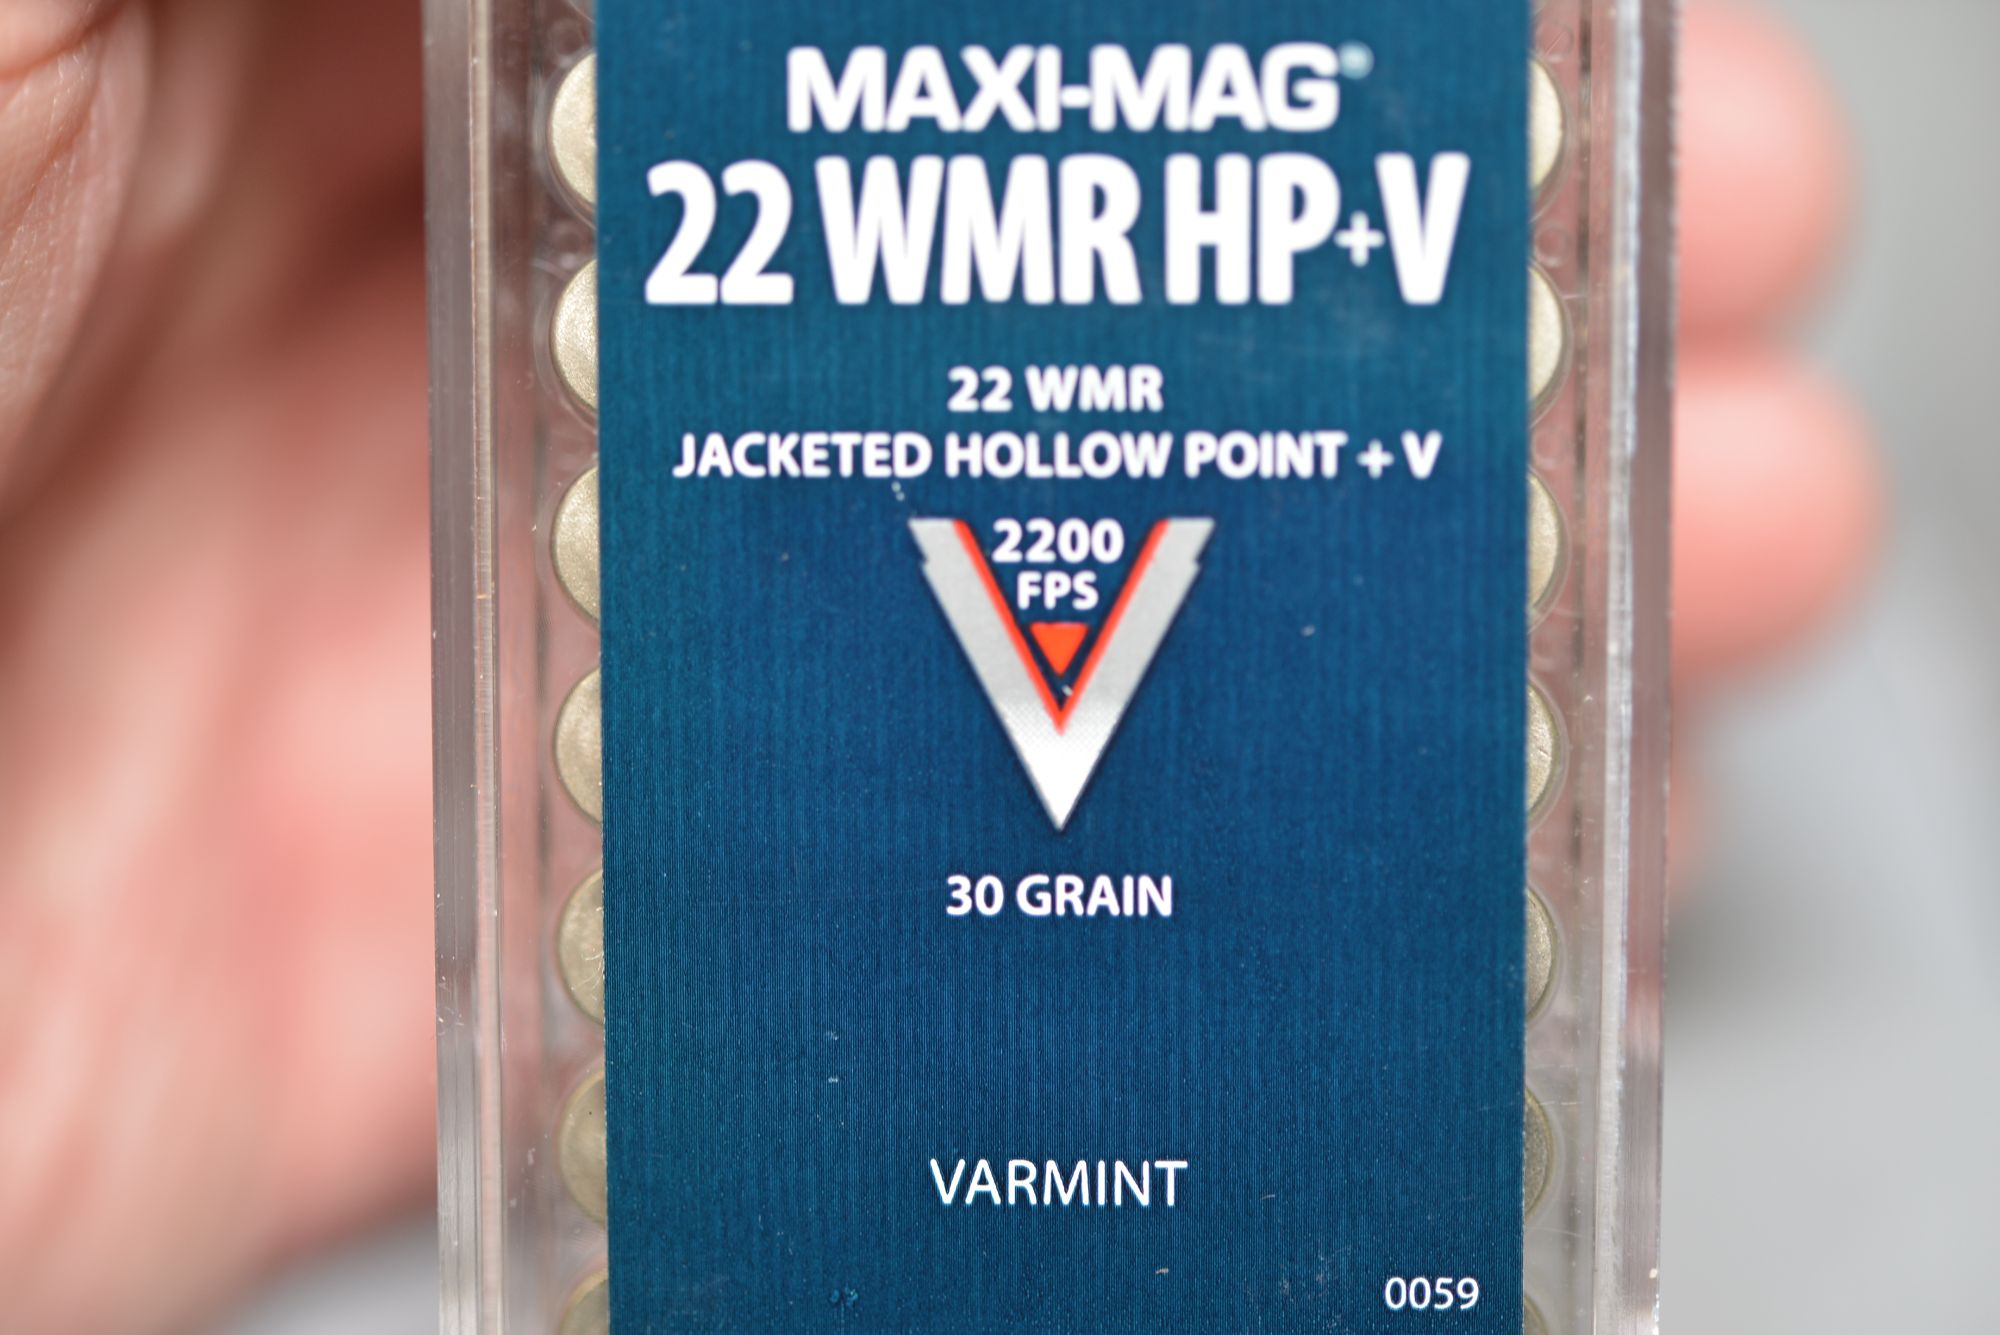 MAXI-MAG®
22 WMR HP+V
22 WMR
JACKETED HOLLOW POINT + V
2200
FPS
30 GRAIN
VARMINT
0059